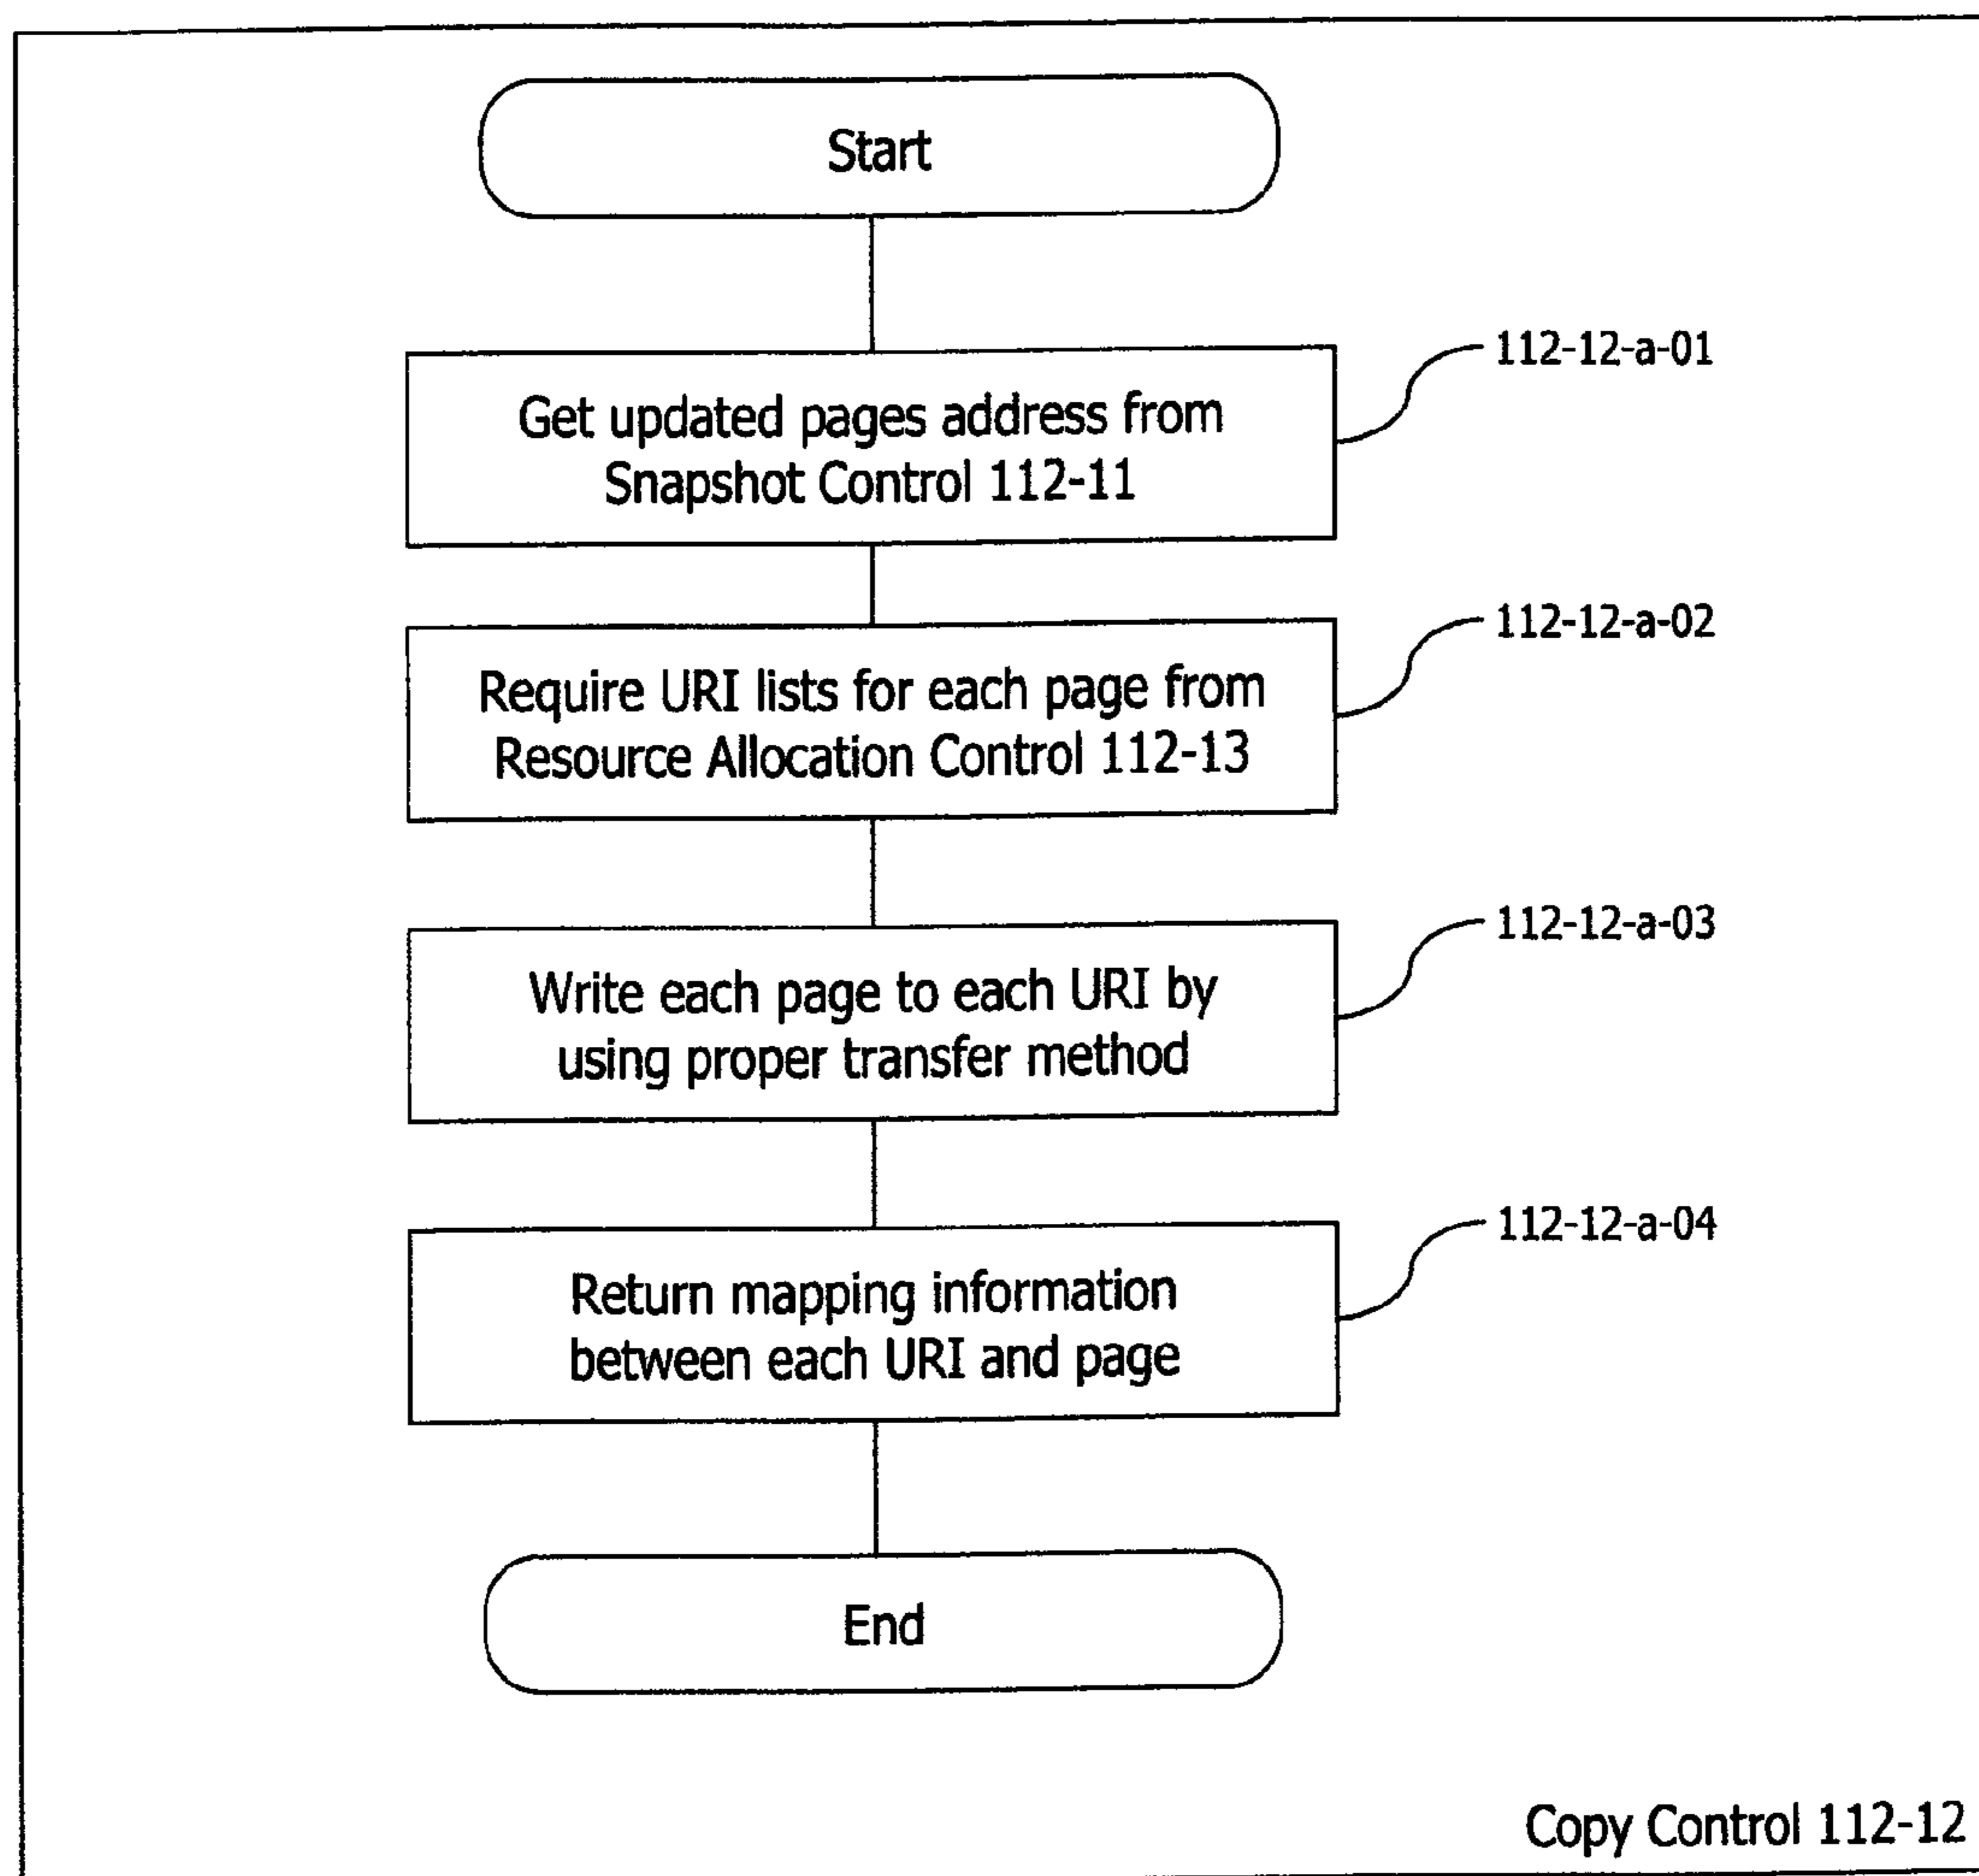 Start
112-12-a-01
Get updated pages address from
Snapshot Control 112-11
112-12-a-02
Require URI lists for each page from
Resource Allocation Control 112-13
112-12-a-03
Write each page to each URI by
using proper transfer method
112-12-a-04
Return mapping information
between each URI and page
End
Copy Control 112-12